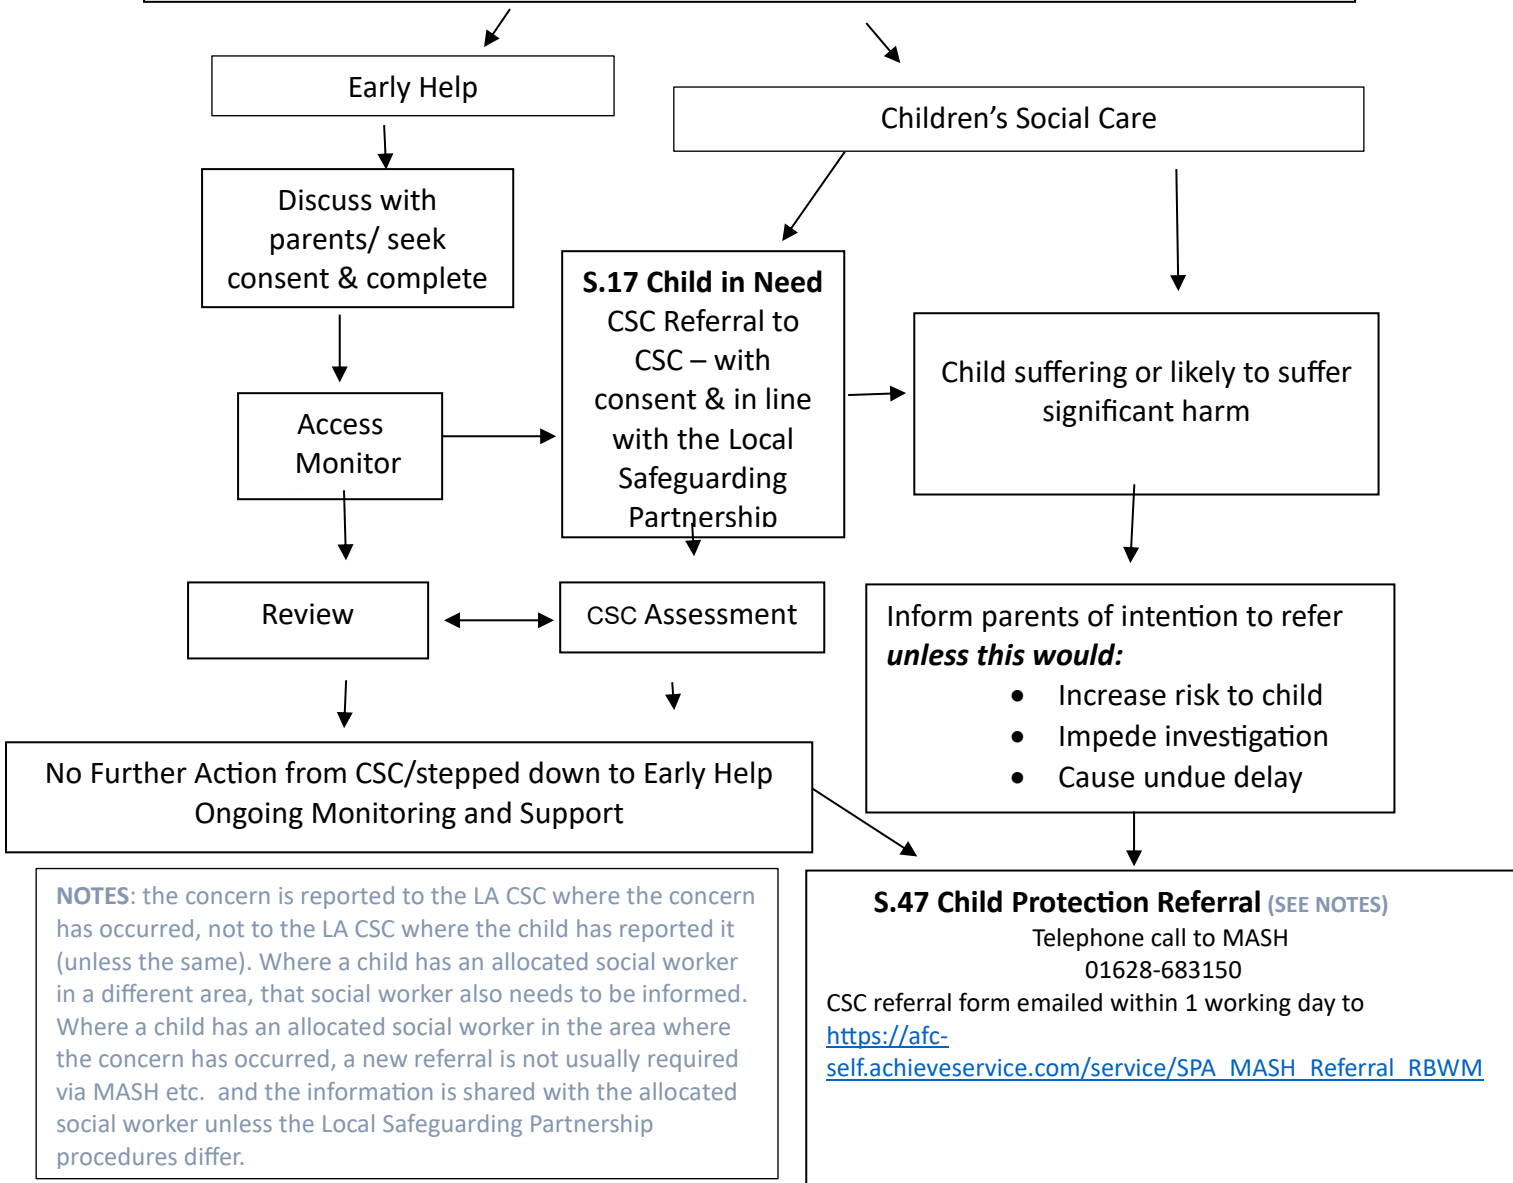 Early Help
Children’s Social Care
Discuss with
parents/ seek
consent & complete
S.17 Child in Need
CSC Referral to
CSC – with
consent & in line
with the Local
Safeguarding
Partnership
Child suffering or likely to suffer
significant harm
Access
Monitor
Review
CSC Assessment
Inform parents of intention to refer
unless this would:
• Increase risk to child
• Impede investigation
• Cause undue delay
No Further Action from CSC/stepped down to Early Help
Ongoing Monitoring and Support
NOTES: the concern is reported to the LA CSC where the concern
has occurred, not to the LA CSC where the child has reported it
(unless the same). Where a child has an allocated social worker
in a different area, that social worker also needs to be informed.
Where a child has an allocated social worker in the area where
the concern has occurred, a new referral is not usually required
via MASH etc.  and the information is shared with the allocated
social worker unless the Local Safeguarding Partnership
procedures differ.
S.47 Child Protection Referral (SEE NOTES)
Telephone call to MASH
01628-683150
CSC referral form emailed within 1 working day to
https://afc-
self.achieveservice.com/service/SPA_MASH_Referral_RBWM